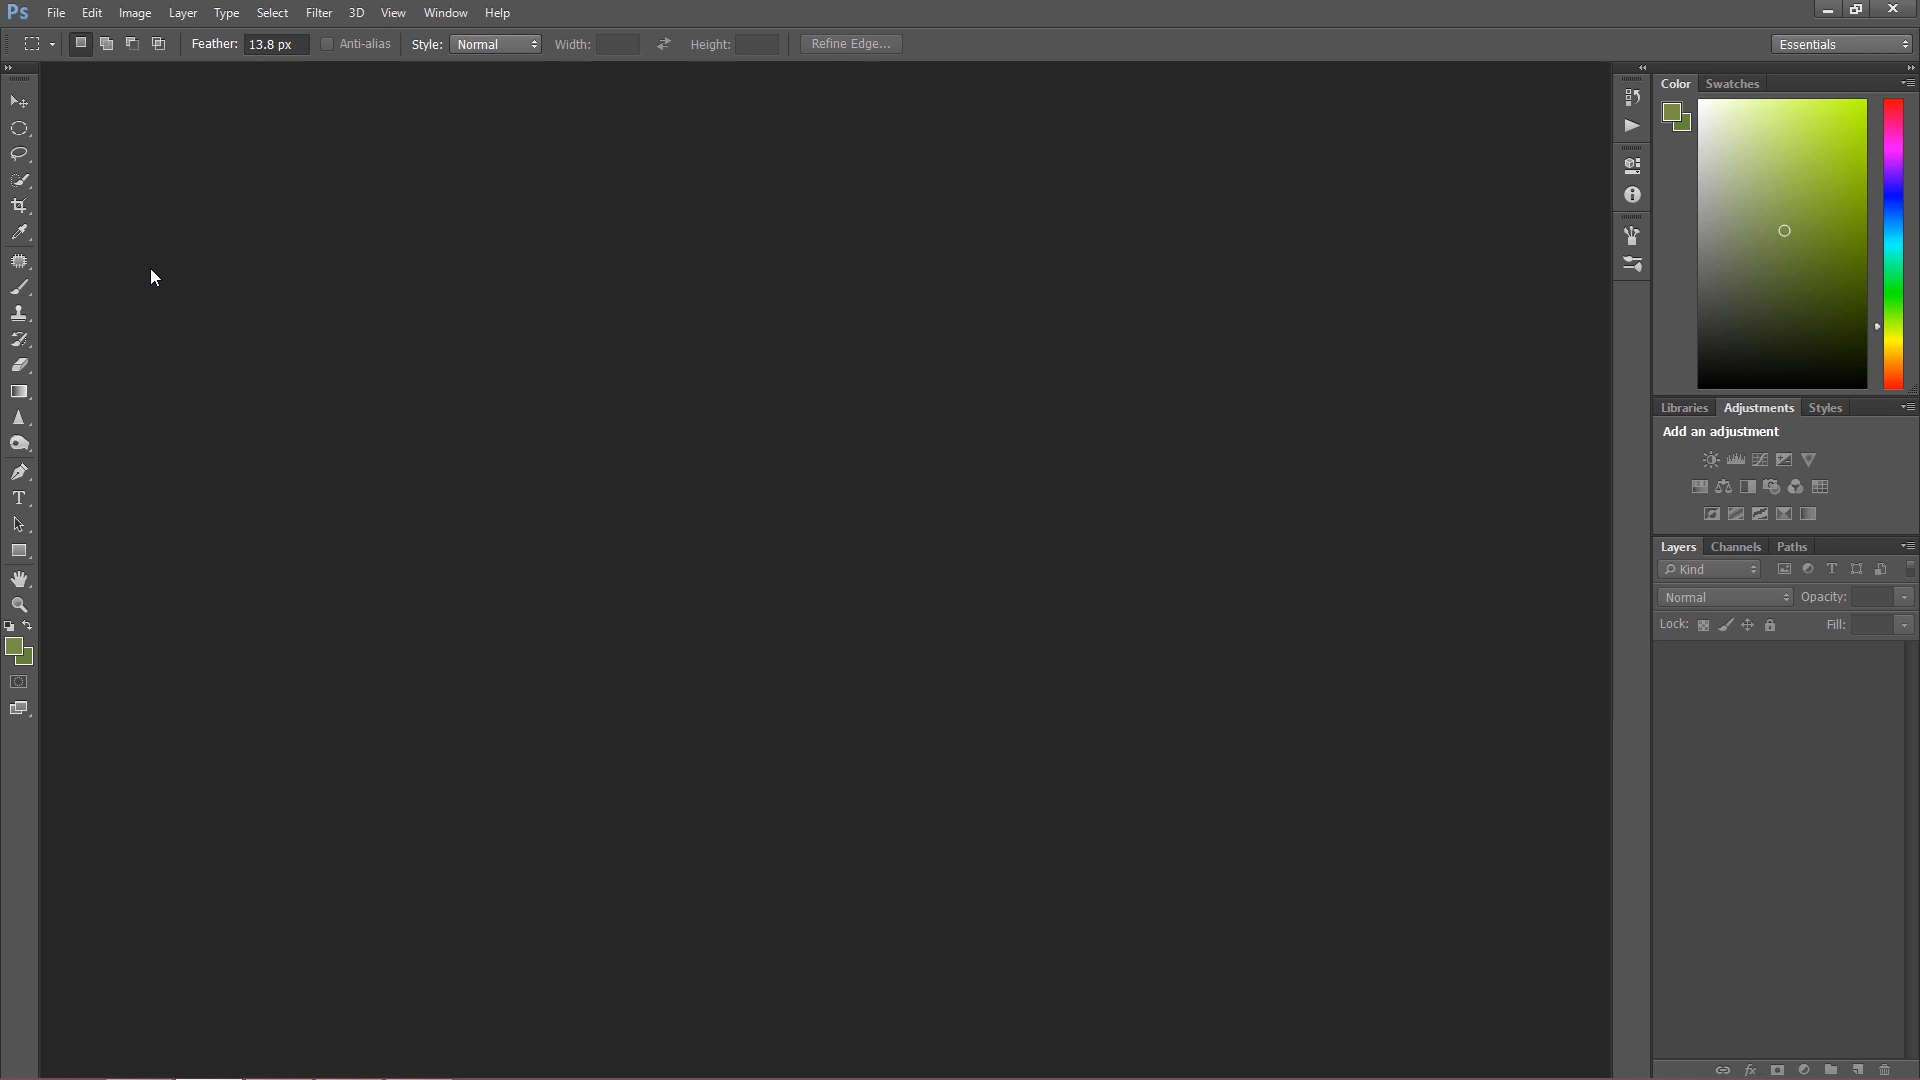 Ps File Edit Image Layer Type Select Filter 3D View Window Help
Feather: 13.8 px Anti-alias Style: Normal Width: Height: Refine Edge... Essentials
Color Swatches
Libraries Adjustments Styles
Add an adjustment
Layers Channels Paths
Kind T
Normal Opacity:
Lock: Fill:
T
fx